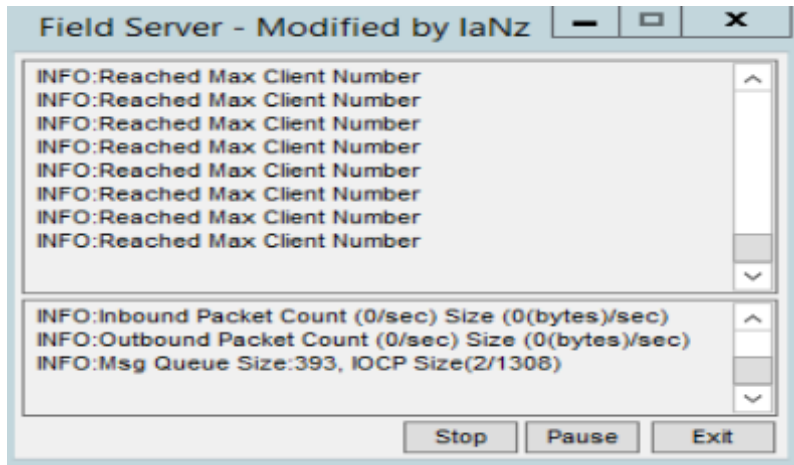 Field Server - Modified by IaNz
INFO:Reached Max Client Number
INFO:Reached Max Client Number
INFO:Reached Max Client Number
INFO:Reached Max Client Number
INFO:Reached Max Client Number
INFO:Reached Max Client Number
INFO:Reached Max Client Number
INFO:Reached Max Client Number
INFO:Inbound Packet Count (0/sec) Size (0(bytes)/sec)
INFO:Outbound Packet Count (0/sec) Size (0(bytes)/sec)
INFO:Msg Queue Size:393, IOCP Size(2/1308)
Stop Pause Exit